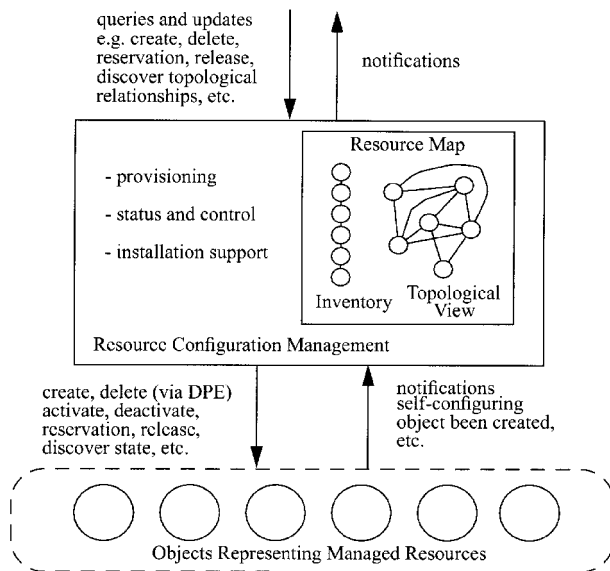 queries and updates
e.g. create, delete,
reservation, release,
discover topological
relationships, etc.
notifications
Resource Map
- provisioning
- status and control
- installation support
Inventory
Topological
View
Resource Configuration Management
create, delete (via DPE)
activate, deactivate,
reservation, release,
discover state, etc.
notifications
self-configuring
object been created,
etc.
Objects Representing Managed Resources